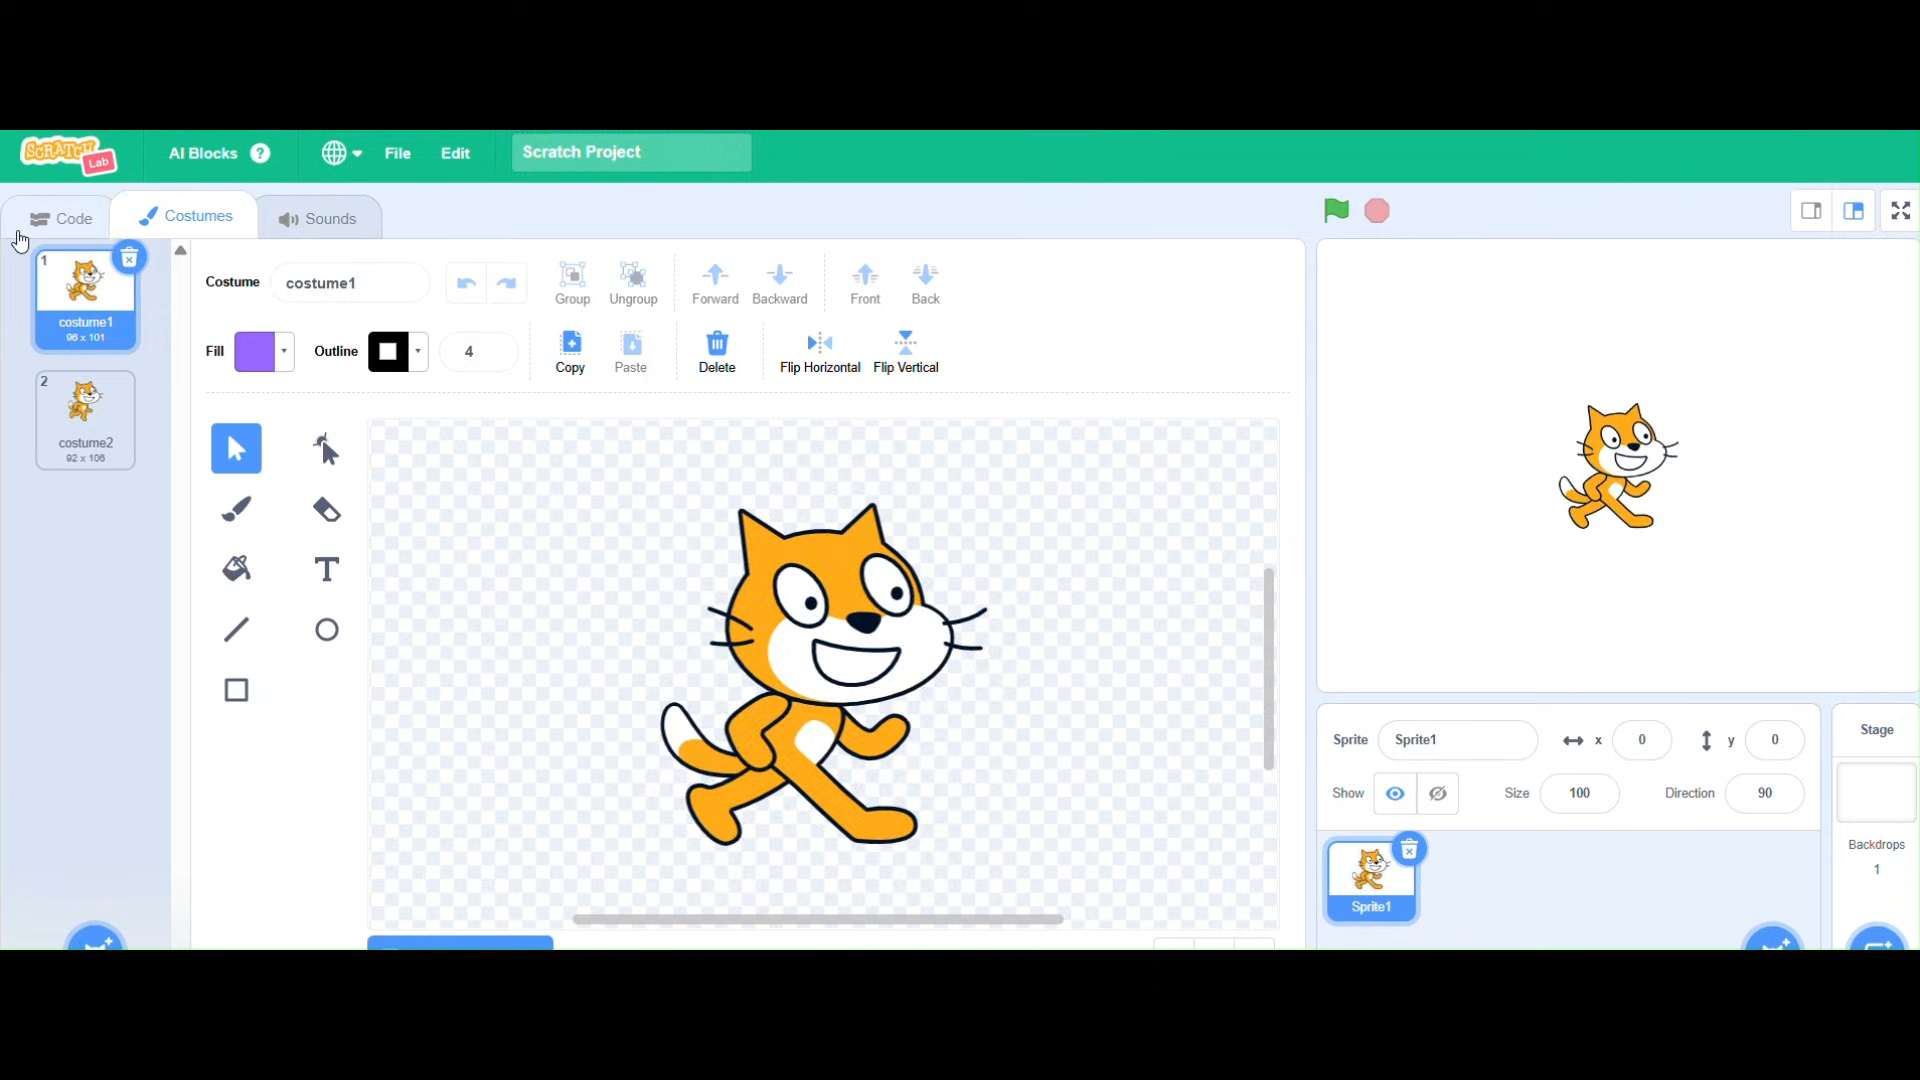 SCRATCH Lab
AI Blocks ?
File
Edit
Scratch Project
Code
Costumes
Sounds
1
costume1
96 x 101
2
costume2
92 x 106
Costume
costume1
Group
Ungroup
Forward
Backward
Front
Back
Fill
Outline
4
Copy
Paste
Delete
Flip Horizontal
Flip Vertical
T
Sprite
Sprite1
x
0
y
0
Show
Size
100
Direction
90
Sprite1
Stage
Backdrops
1